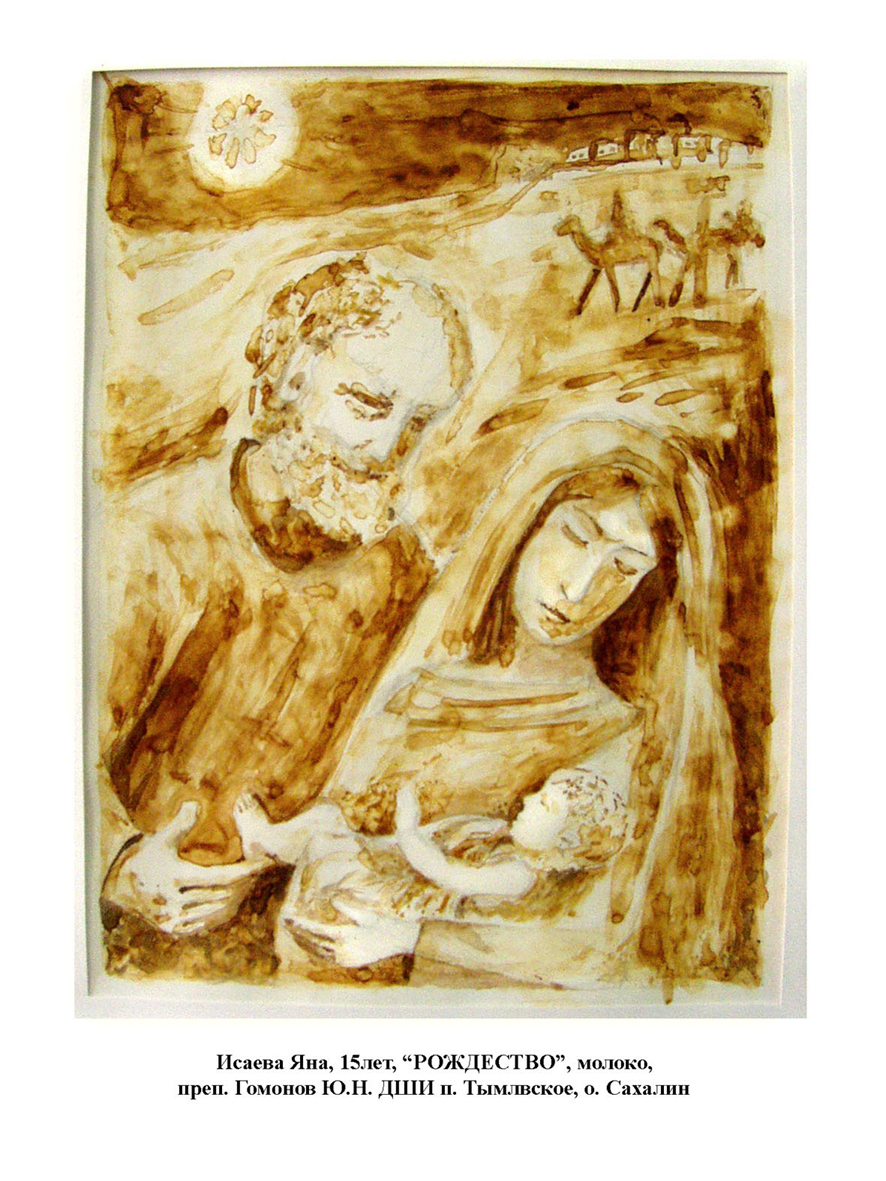 Исаева Яна, 15лет, “РОЖДЕСТВО”, молоко,
преп. Гомонов Ю.Н. ДШИ п. Тымлвское, о. Сахалин